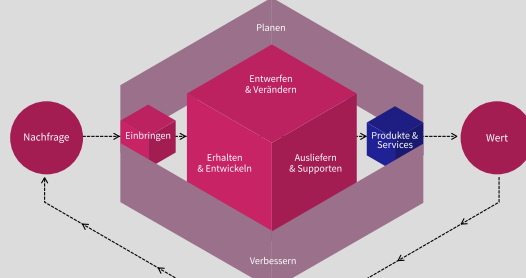 Planen
Entwerfen
& Verändern
Nachfrage
Einbringen
Produkte &
Services
Wert
Erhalten
& Entwickeln
Ausliefern
& Supporten
Verbessern